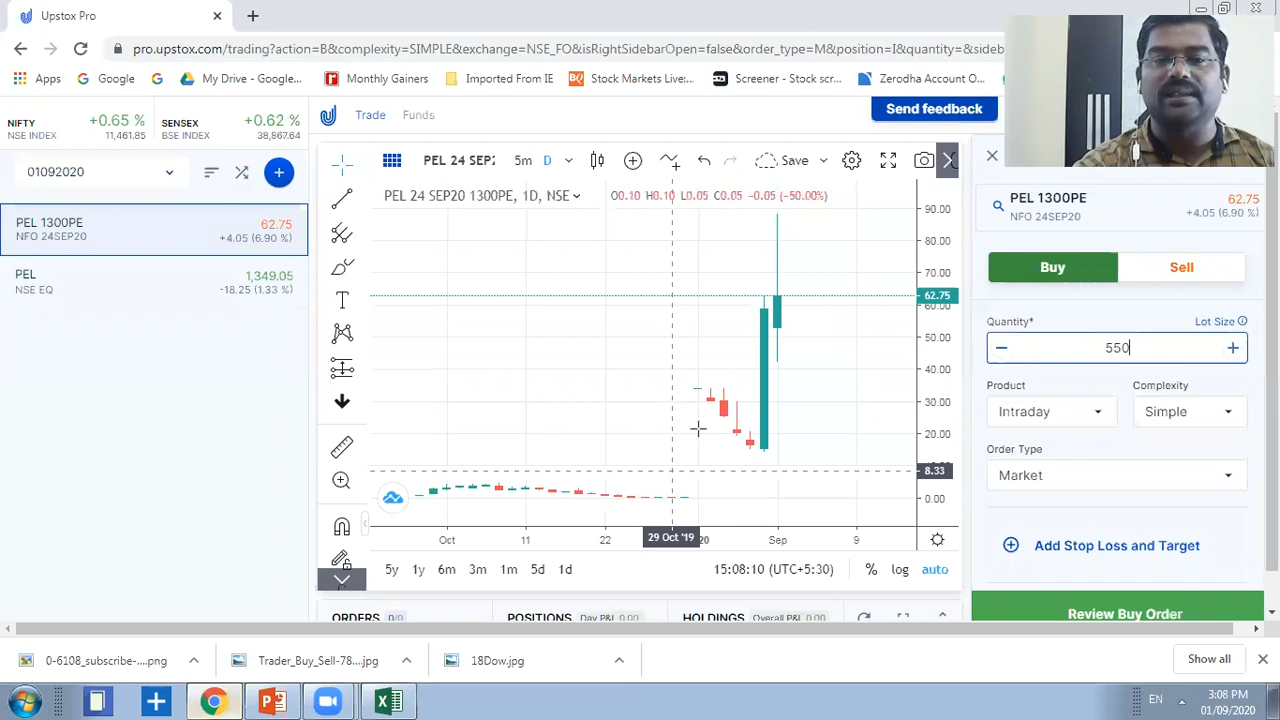 Upstox Pro
pro.upstox.com/trading?action=B&complexity=SIMPLE&exchange=NSE_FO&isRightSidebarOpen=false&order_type=M&position=I&quantity=&sideb
Apps
Google
My Drive - Google...
Monthly Gainers
Imported From IE
Stock Markets Live:...
Screener - Stock scr...
Zerodha Account O...
NIFTY +0.65 %
NSE INDEX 11,461.85
SENSEX +0.62 %
BSE INDEX 38,867.64
Trade
Funds
Send feedback
01092020
PEL 24 SEP2
5m
D
Save
PEL 1300PE 62.75
NFO 24SEP20 +4.05 (6.90 %)
PEL 1,349.05
NSE EQ -18.25 (1.33 %)
PEL 24 SEP20 1300PE, 1D, NSE
O0.10 H0.10 L0.05 C0.05 -0.05 (-50.00%)
90.00
80.00
70.00
62.75
60.00
50.00
40.00
30.00
20.00
8.33
0.00
Oct
11
22
29 Oct '19
20
Sep
9
5y
1y
6m
3m
1m
5d
1d
15:08:10 (UTC+5:30)
%
log
auto
ORDERS 0/0
POSITIONS Day P&L 0.00
HOLDINGS Overall P&L 0.00
PEL 1300PE 62.75
NFO 24SEP20 +4.05 (6.90 %)
Buy
Sell
Quantity*
Lot Size
550
Product
Complexity
Intraday
Simple
Order Type
Market
Add Stop Loss and Target
Review Buy Order
0-6108_subscribe-....png
Trader_Buy_Sell-78....jpg
18Dow.jpg
Show all
EN
3:08 PM
01/09/2020